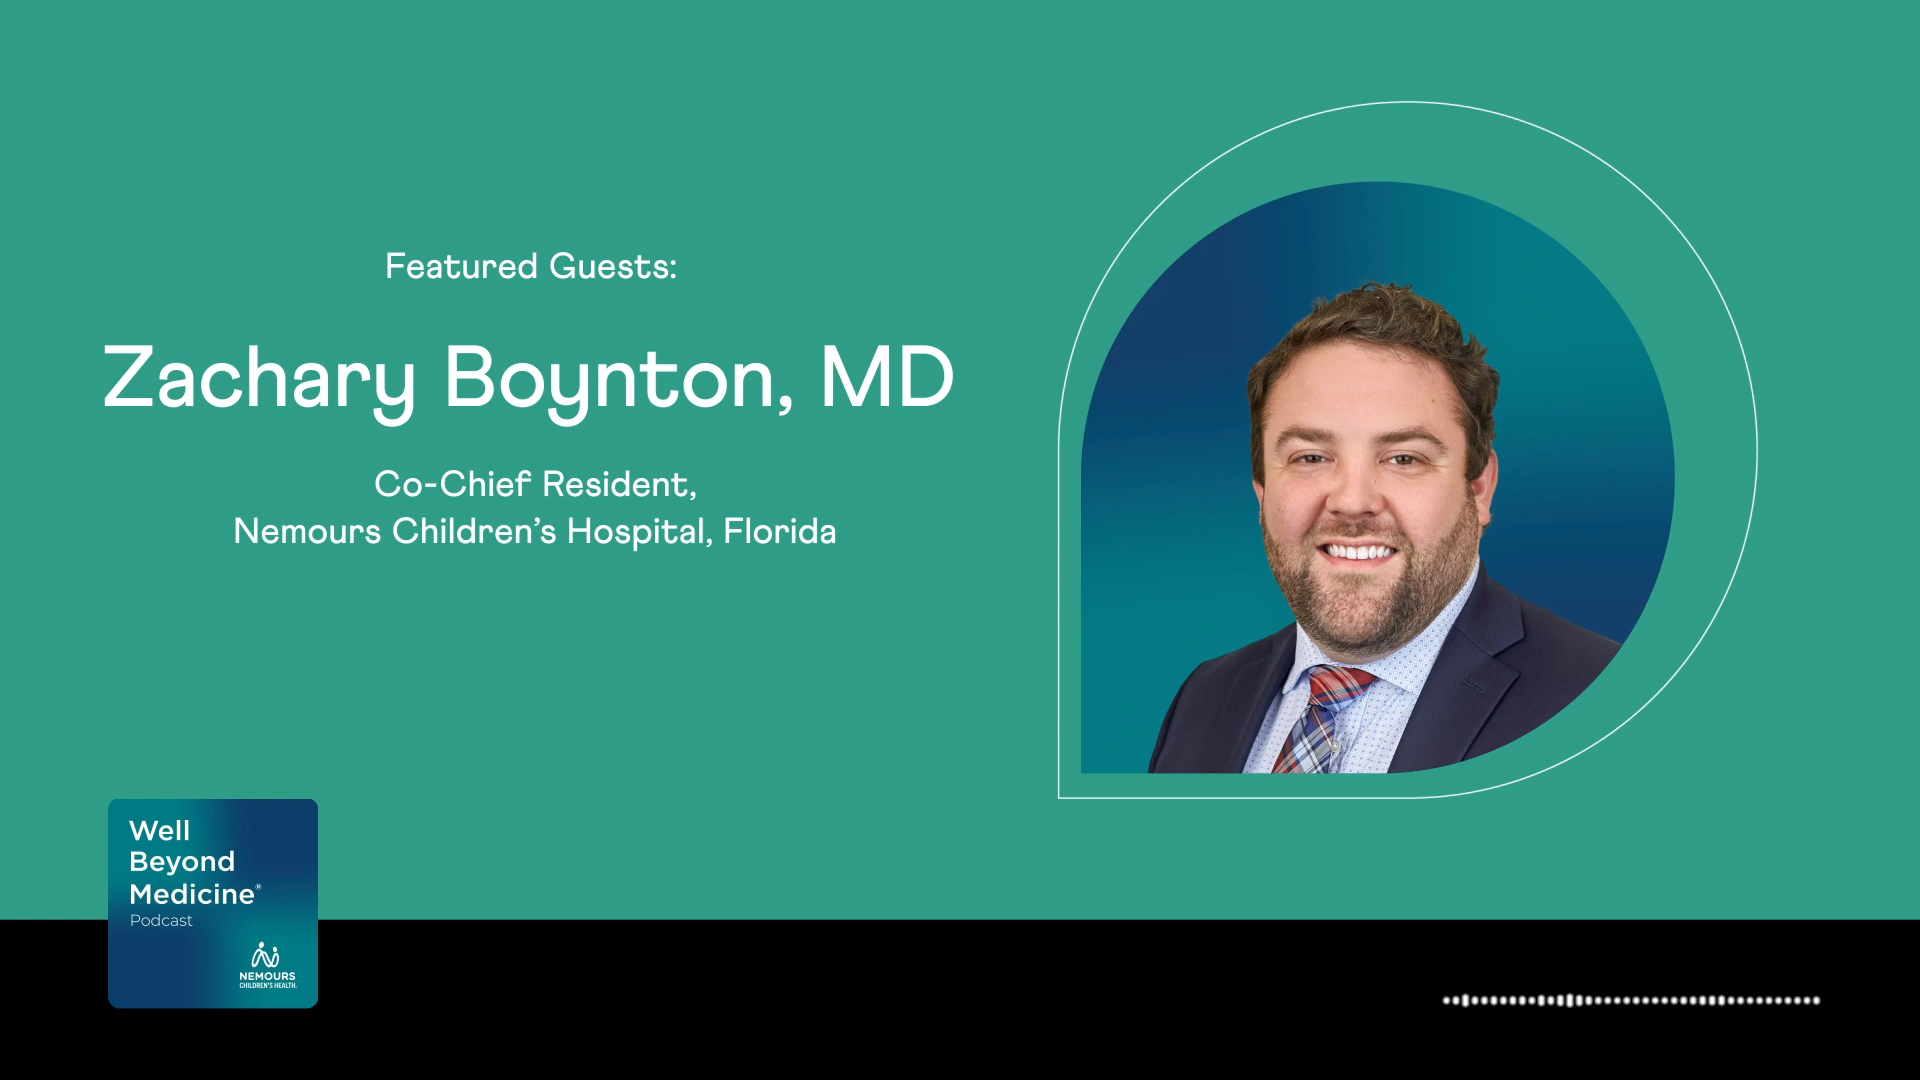 Featured Guests:
Zachary Boynton, MD
Co-Chief Resident,
Nemours Children’s Hospital, Florida
Well
Beyond
Medicine®
Podcast
NEMOURS
CHILDREN'S HEALTH.